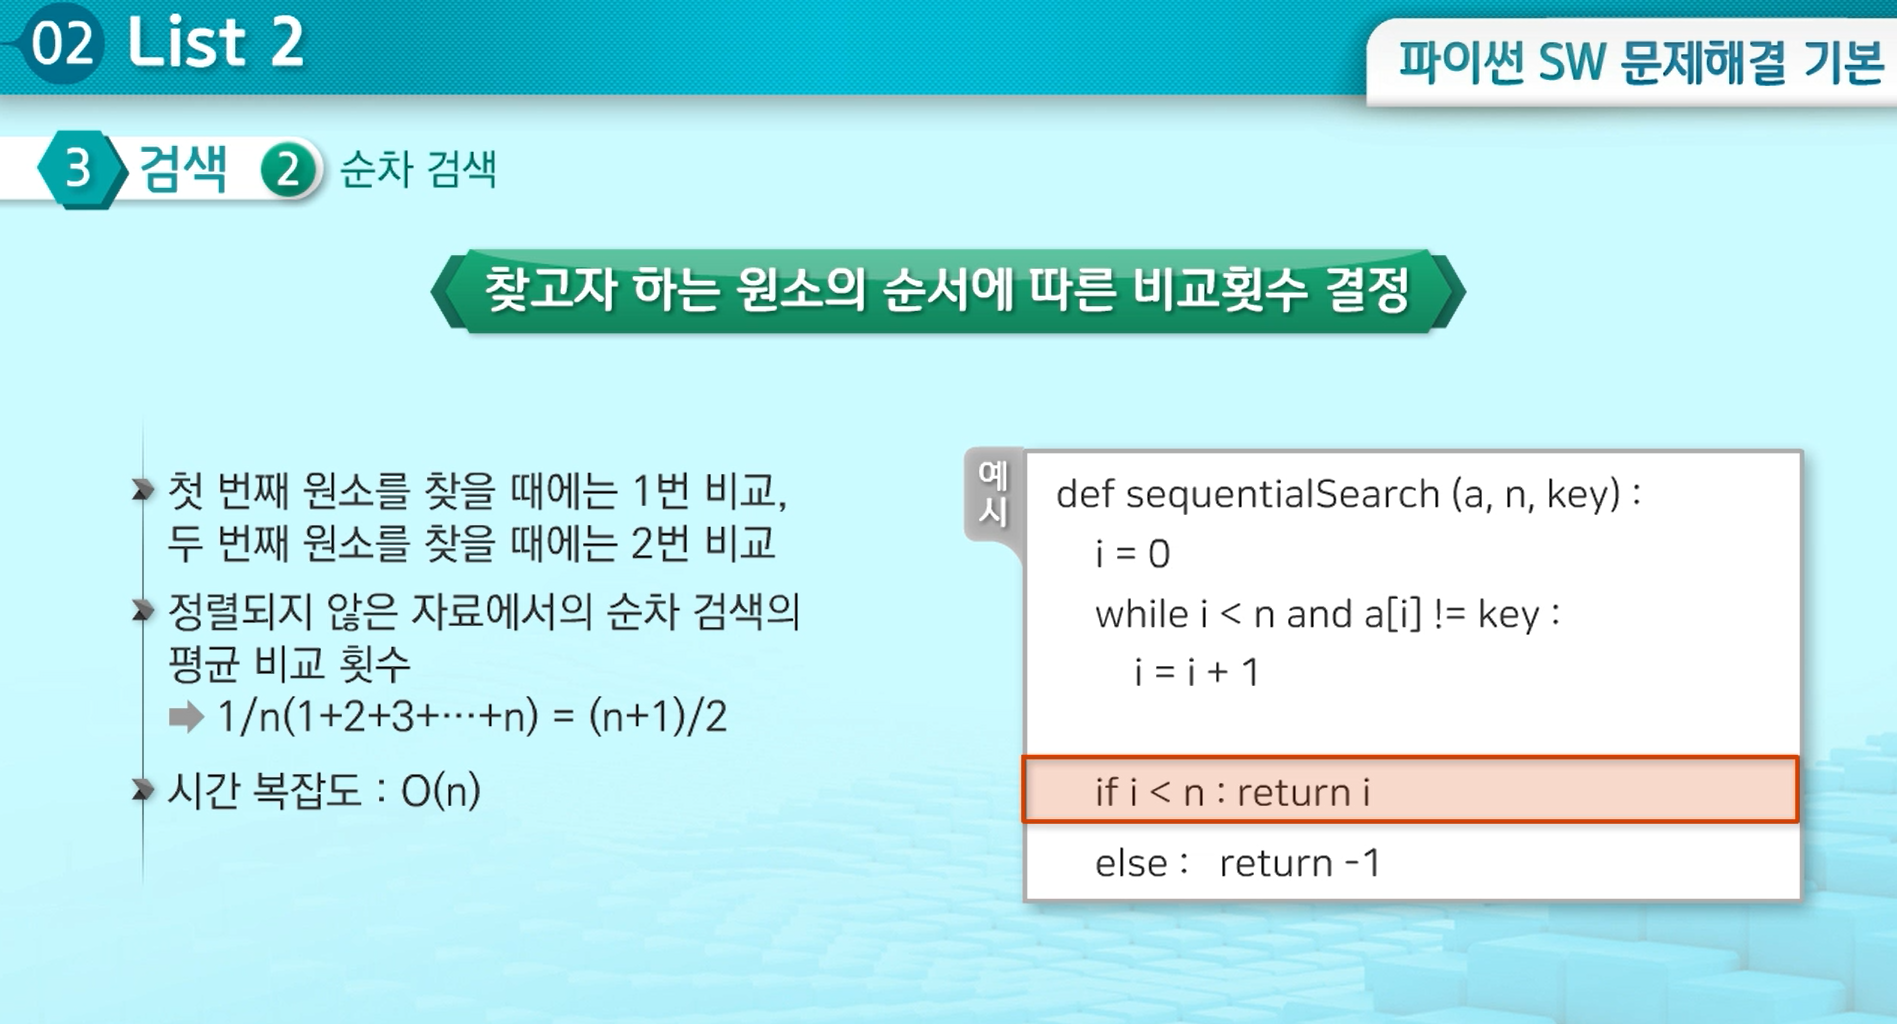 02 List 2
파이썬 SW 문제해결 기본
3 검색 2 순차 검색
찾고자 하는 원소의 순서에 따른 비교횟수 결정
첫 번째 원소를 찾을 때에는 1번 비교,
두 번째 원소를 찾을 때에는 2번 비교
정렬되지 않은 자료에서의 순차 검색의
평균 비교 횟수
➡ 1/n(1+2+3+⋯+n) = (n+1)/2
시간 복잡도 : O(n)
예시
def sequentialSearch (a, n, key) :
i = 0
while i < n and a[i] != key :
i = i + 1
if i < n : return i
else : return -1